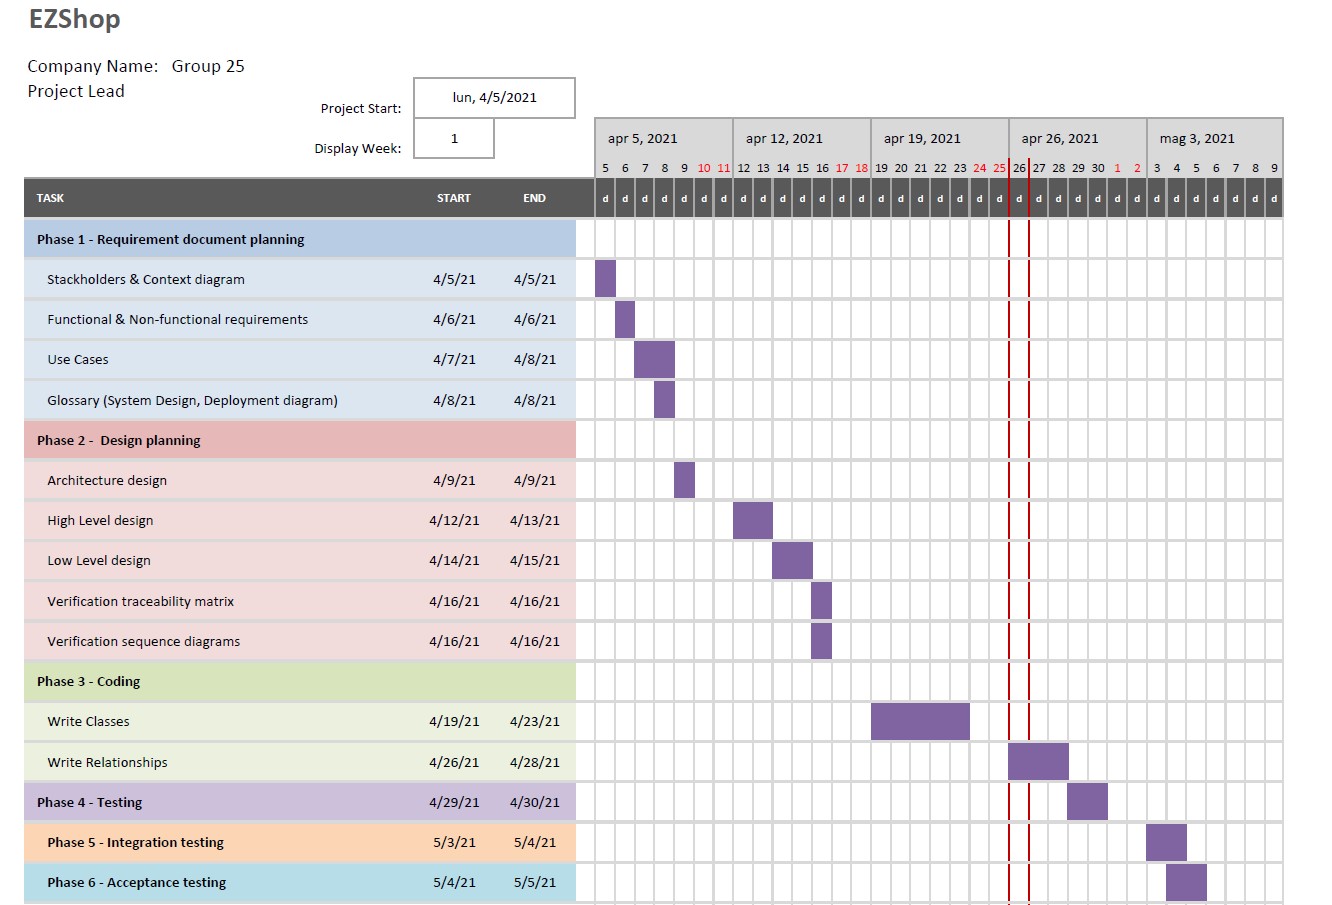 EZShop
Company Name: Group 25
Project Lead
Project Start: lun, 4/5/2021
Display Week: 1
apr 5, 2021 apr 12, 2021 apr 19, 2021 apr 26, 2021 mag 3, 2021
5 6 7 8 9 10 11 12 13 14 15 16 17 18 19 20 21 22 23 24 25 26 27 28 29 30 1 2 3 4 5 6 7 8 9
TASK START END d d d d d d d d d d d d d d d d d d d d d d d d d d d d d d d d d d d
Phase 1 - Requirement document planning
Stackholders & Context diagram 4/5/21 4/5/21
Functional & Non-functional requirements 4/6/21 4/6/21
Use Cases 4/7/21 4/8/21
Glossary (System Design, Deployment diagram) 4/8/21 4/8/21
Phase 2 - Design planning
Architecture design 4/9/21 4/9/21
High Level design 4/12/21 4/13/21
Low Level design 4/14/21 4/15/21
Verification traceability matrix 4/16/21 4/16/21
Verification sequence diagrams 4/16/21 4/16/21
Phase 3 - Coding
Write Classes 4/19/21 4/23/21
Write Relationships 4/26/21 4/28/21
Phase 4 - Testing 4/29/21 4/30/21
Phase 5 - Integration testing 5/3/21 5/4/21
Phase 6 - Acceptance testing 5/4/21 5/5/21